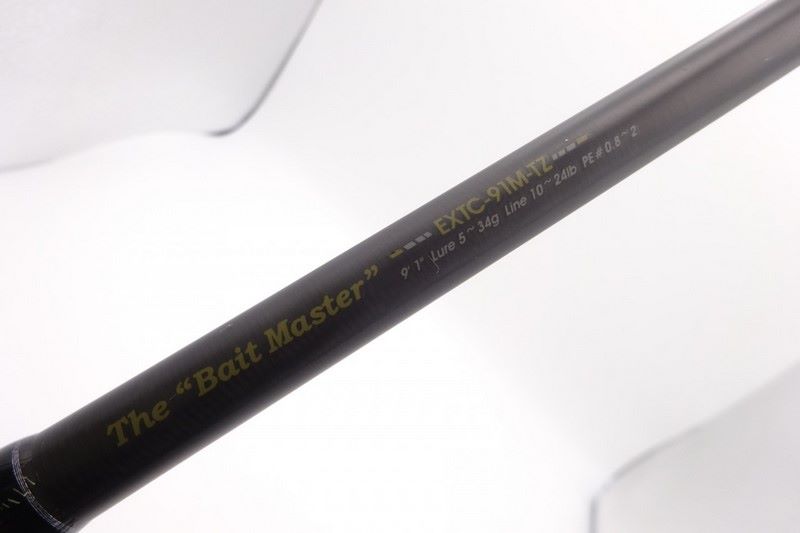 The “Bait Master” EXTC-91M-TZ
9' 1" Lure 5~34g Line 10~24lb PE# 0.8~2